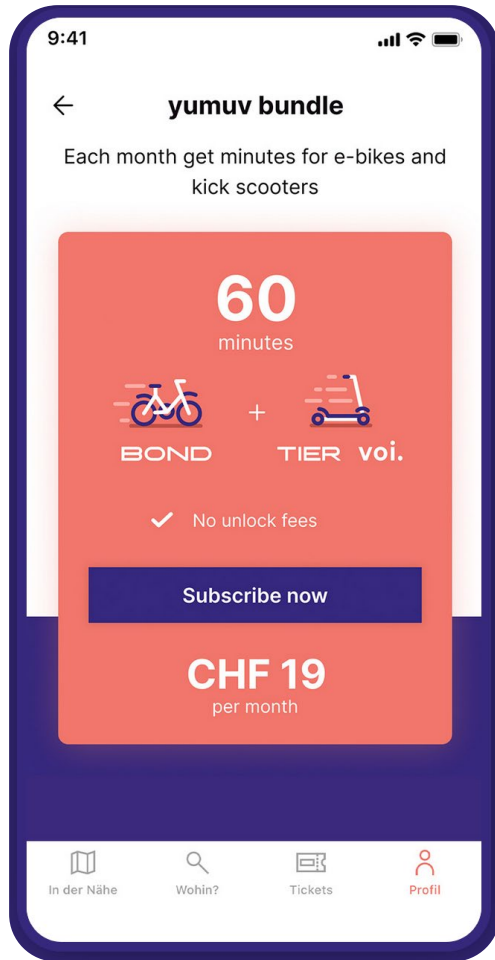 9:41
yumuv bundle
Each month get minutes for e-bikes and
kick scooters
60
minutes
+
BOND
TIER voi.
No unlock fees
Subscribe now
CHF 19
per month
In der Nähe
Wohin?
Tickets
Profil